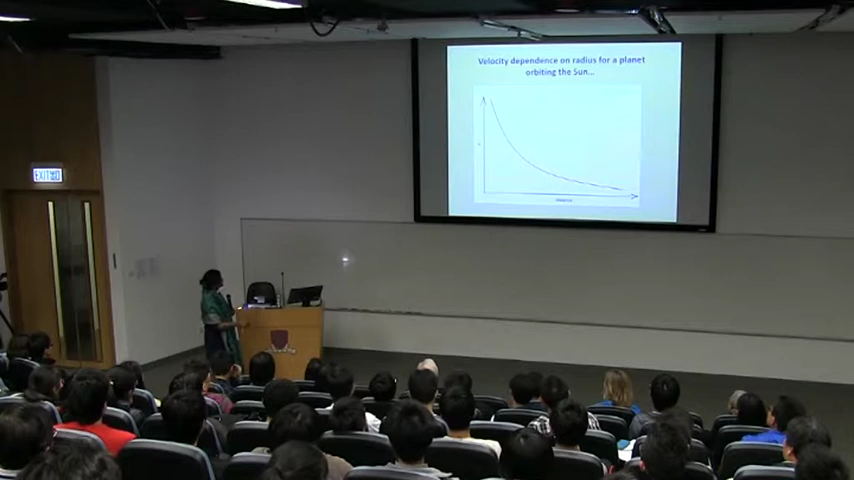 Velocity dependence on radius for a planet
orbiting the Sun...
EXIT